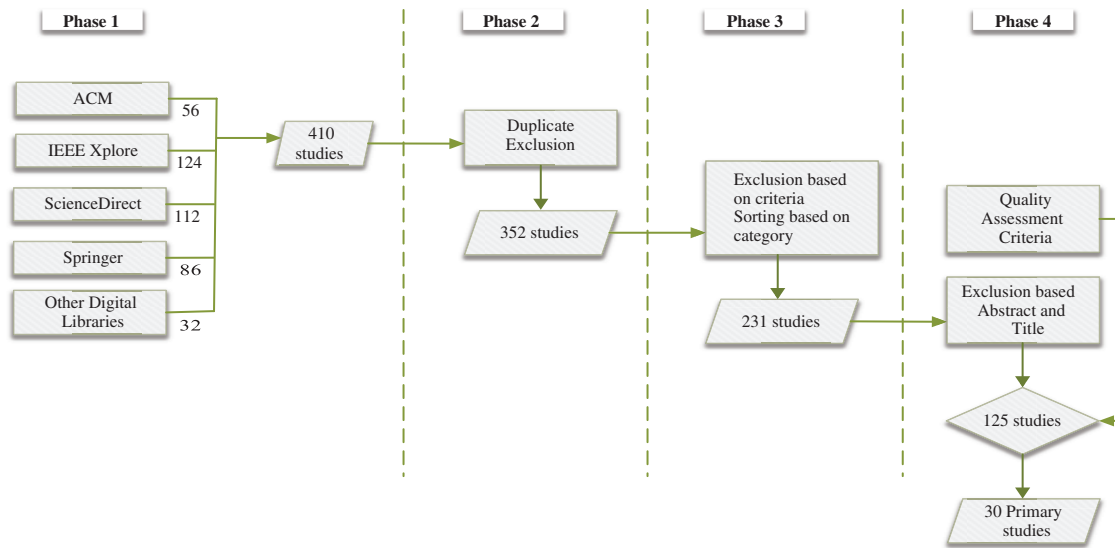 Phase 1
Phase 2
Phase 3
Phase 4
ACM
56
IEEE Xplore
124
ScienceDirect
112
Springer
86
Other Digital
Libraries
32
410
studies
Duplicate
Exclusion
352 studies
Exclusion based
on criteria
Sorting based on
category
231 studies
Quality
Assessment
Criteria
Exclusion based
Abstract and
Title
125 studies
30 Primary
studies